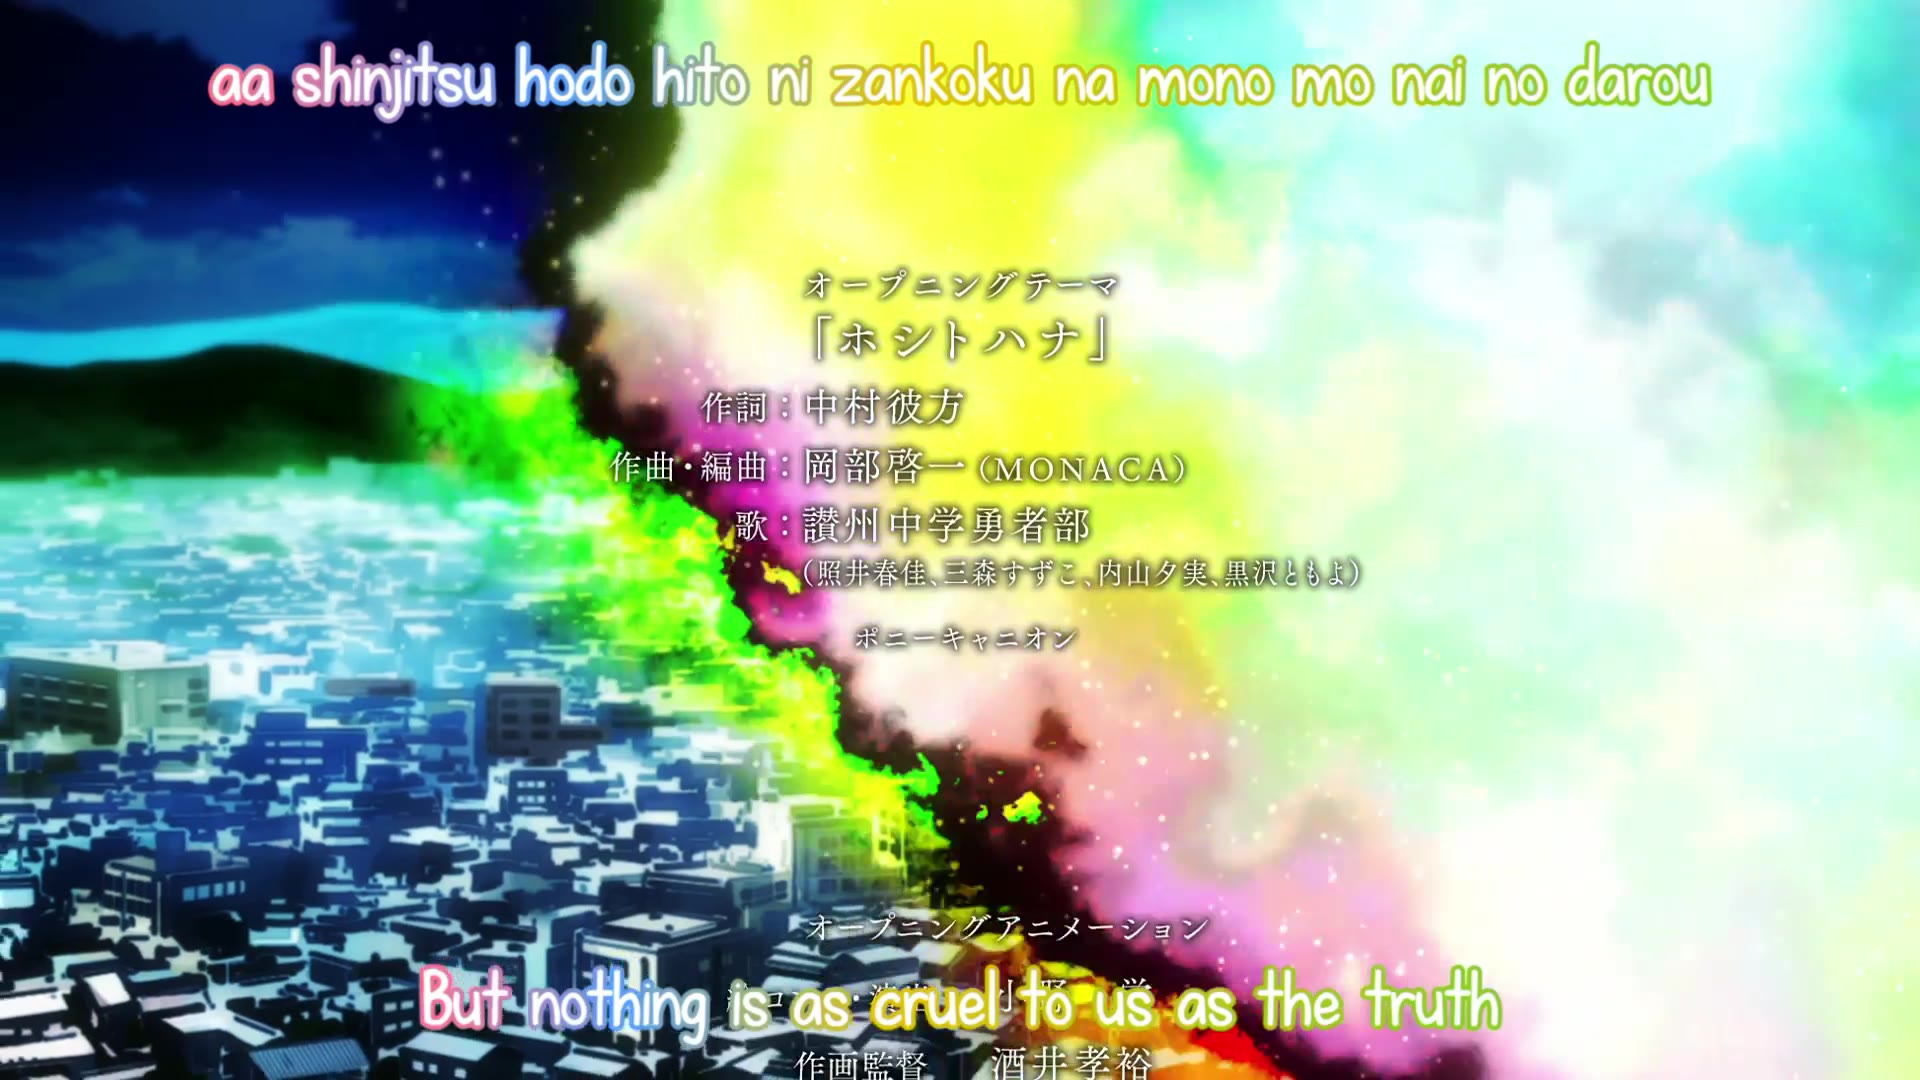 aa shinjitsu hodo hito ni zankoku na mono mo nai no darou
オープニングテーマ
「ホシトハナ」
作詞：中村彼方
作曲・編曲：岡部啓一（MONACA）
歌：讃州中学勇者部
（照井春佳、三森すずこ、内山夕実、黒沢ともよ）
ポニーキャニオン
オープニングアニメーション
But nothing is as cruel to us as the truth
作画監督 酒井孝裕